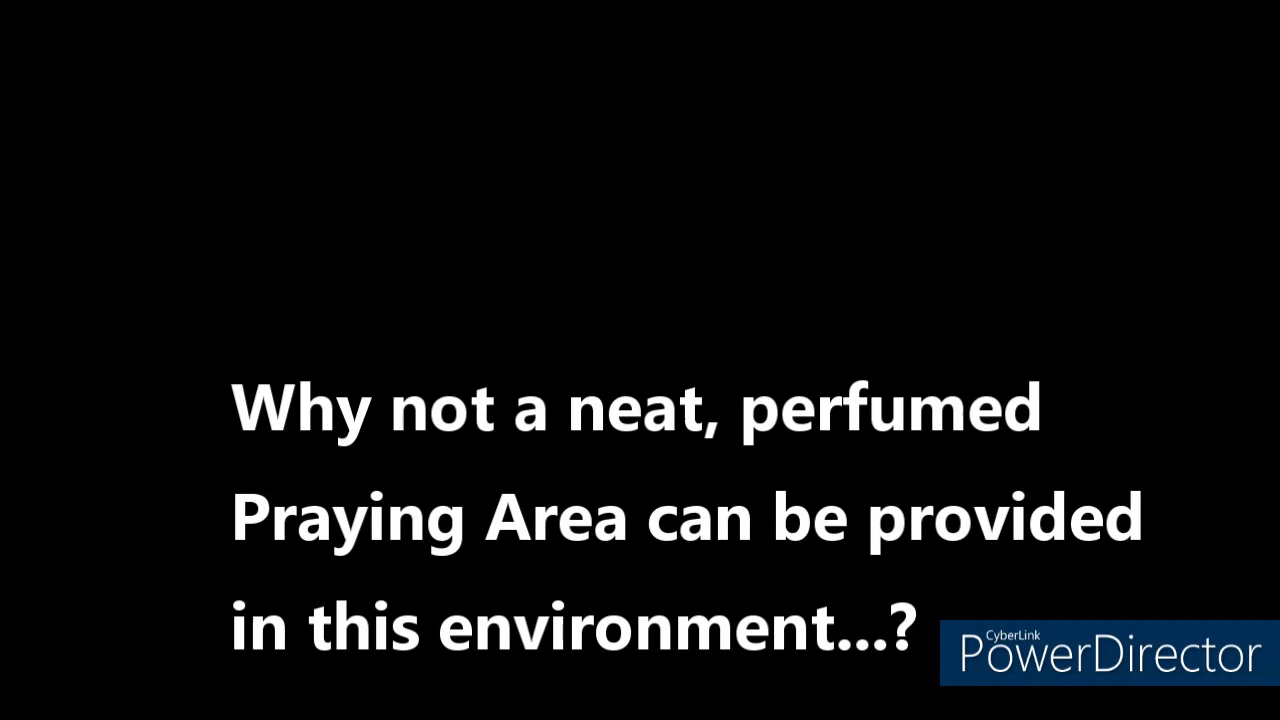 Why not a neat, perfumed
Praying Area can be provided
in this environment...?
CyberLink
PowerDirector